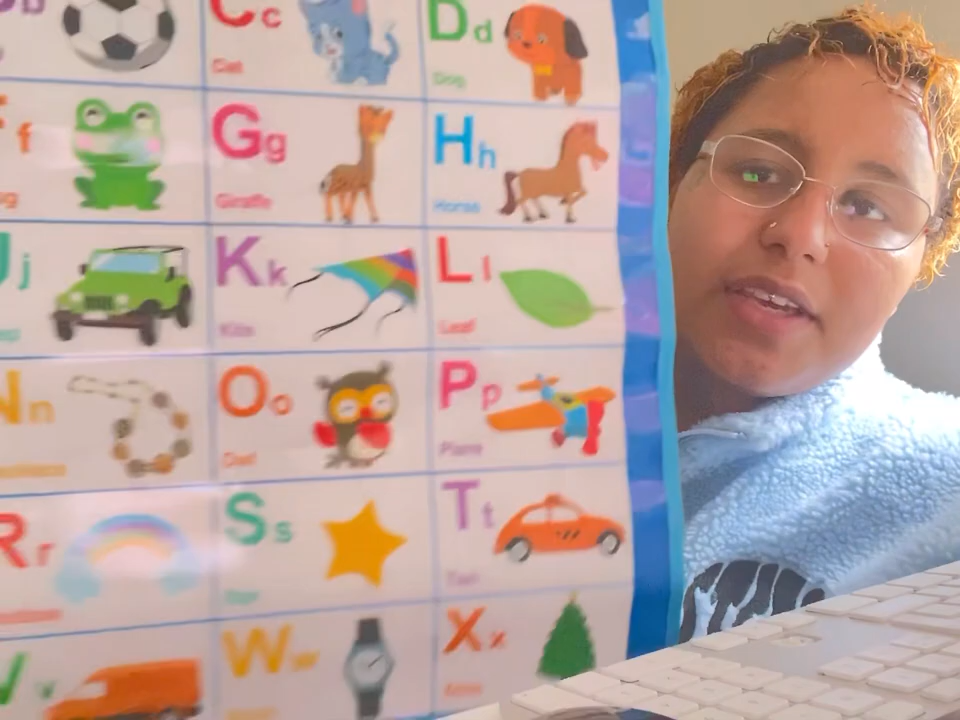 b Cc Dd
Cat Dog
f Gg Hh
Giraffe Horse
Jj Kk Ll
Kite Leaf
Nn Oo Pp
Owl Plane
Rr Ss Tt
Taxi
V v Ww Xx